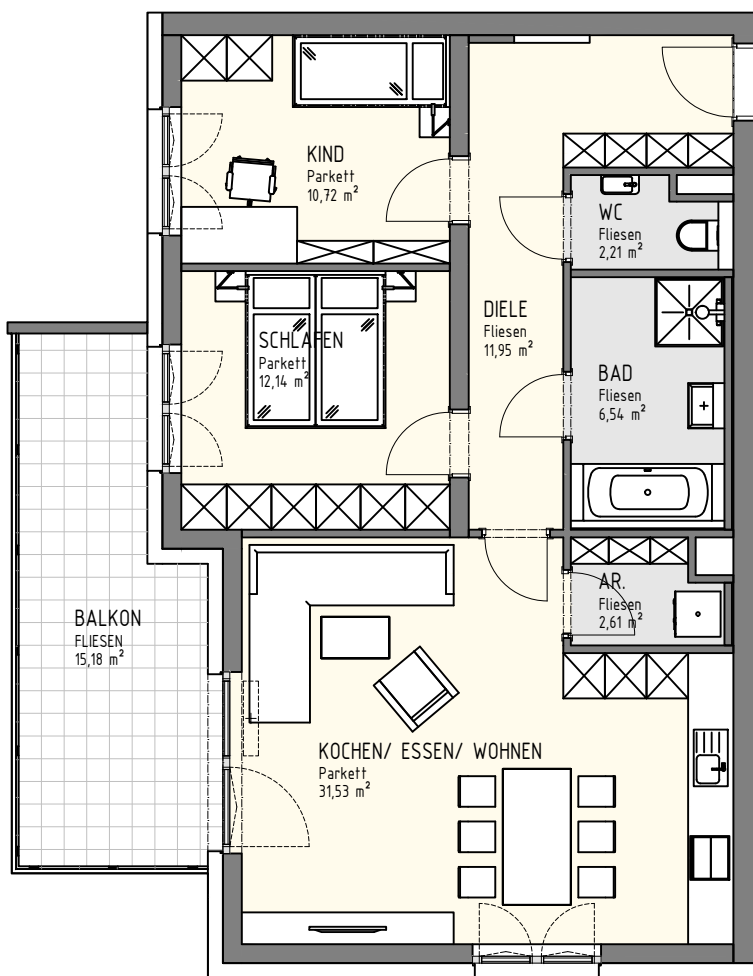 KIND
Parkett
10,72 m²
WC
Fliesen
2,21 m²
SCHLAFEN
Parkett
12,14 m²
DIELE
Fliesen
11,95 m²
BAD
Fliesen
6,54 m²
BALKON
FLIESEN
15,18 m²
AR.
Fliesen
2,61 m²
KOCHEN/ ESSEN/ WOHNEN
Parkett
31,53 m²